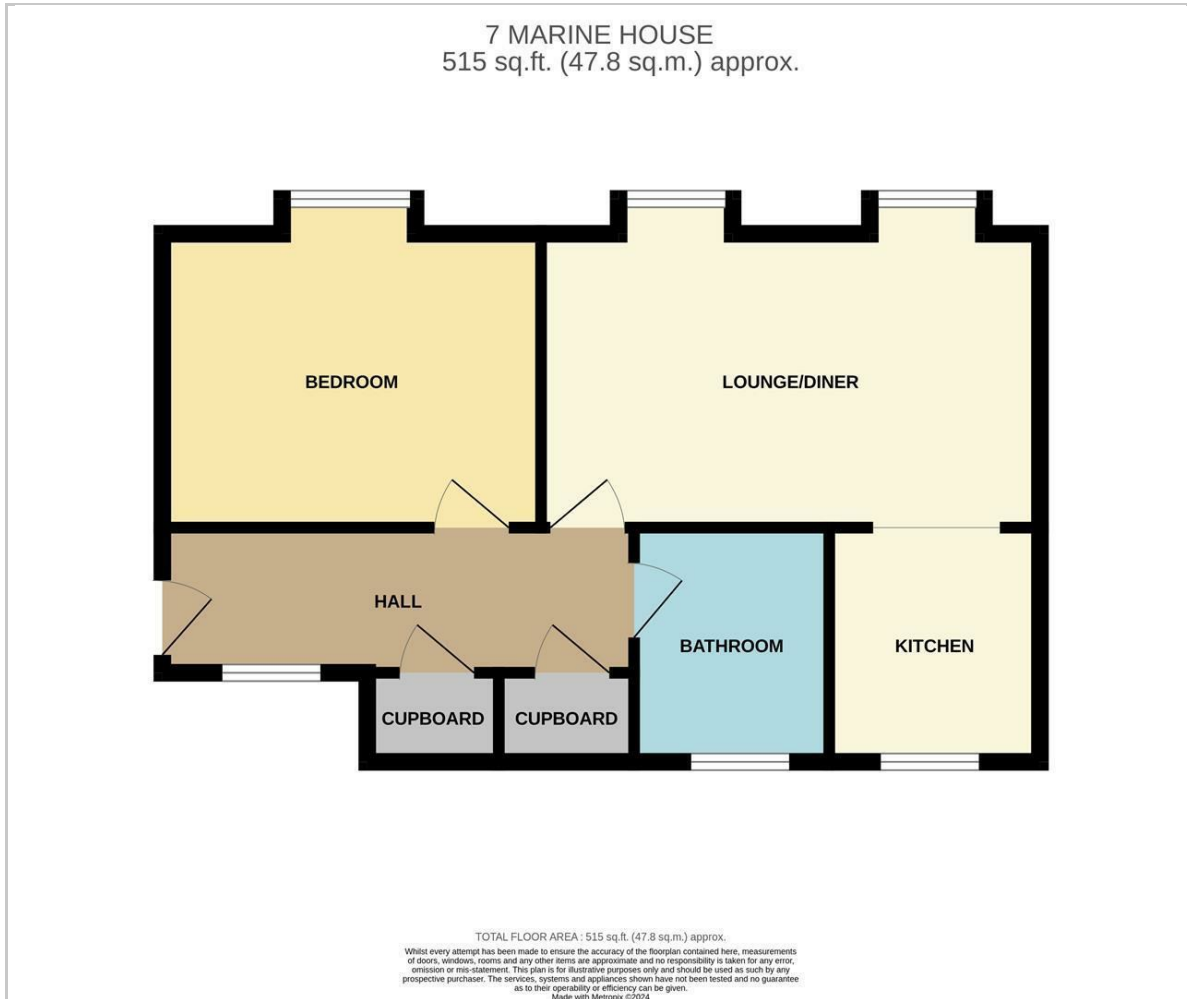 7 MARINE HOUSE
515 sq.ft. (47.8 sq.m.) approx.
BEDROOM
LOUNGE/DINER
HALL
BATHROOM
KITCHEN
CUPBOARD
CUPBOARD
TOTAL FLOOR AREA : 515 sq.ft. (47.8 sq.m.) approx.
Whilst every attempt has been made to ensure the accuracy of the floorplan contained here, measurements
of doors, windows, rooms and any other items are approximate and no responsibility is taken for any error,
omission or mis-statement. This plan is for illustrative purposes only and should be used as such by any
prospective purchaser. The services, systems and appliances shown have not been tested and no guarantee
as to their operability or efficiency can be given.
Made with Metropix ©2024